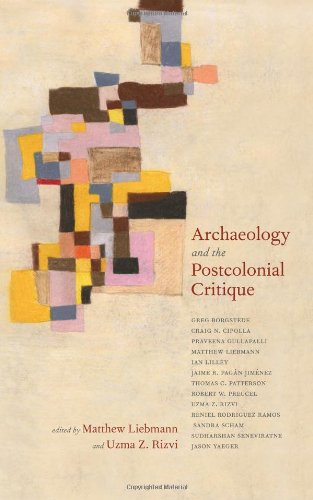 Archaeology
and the
Postcolonial
Critique
GREG BORGSTEDE
CRAIG N. CIPOLLA
PRAVEENA GULLAPALLI
MATTHEW LIEBMANN
IAN LILLEY
JAIME R. PAGÁN JIMÉNEZ
THOMAS C. PATTERSON
ROBERT W. PREUCEL
UZMA Z. RIZVI
RENIEL RODRÍGUEZ RAMOS
SANDRA SCHAM
SUDHARSHAN SENEVIRATNE
JASON YAEGER
edited by Matthew Liebmann
and Uzma Z. Rizvi
Copyrighted Material